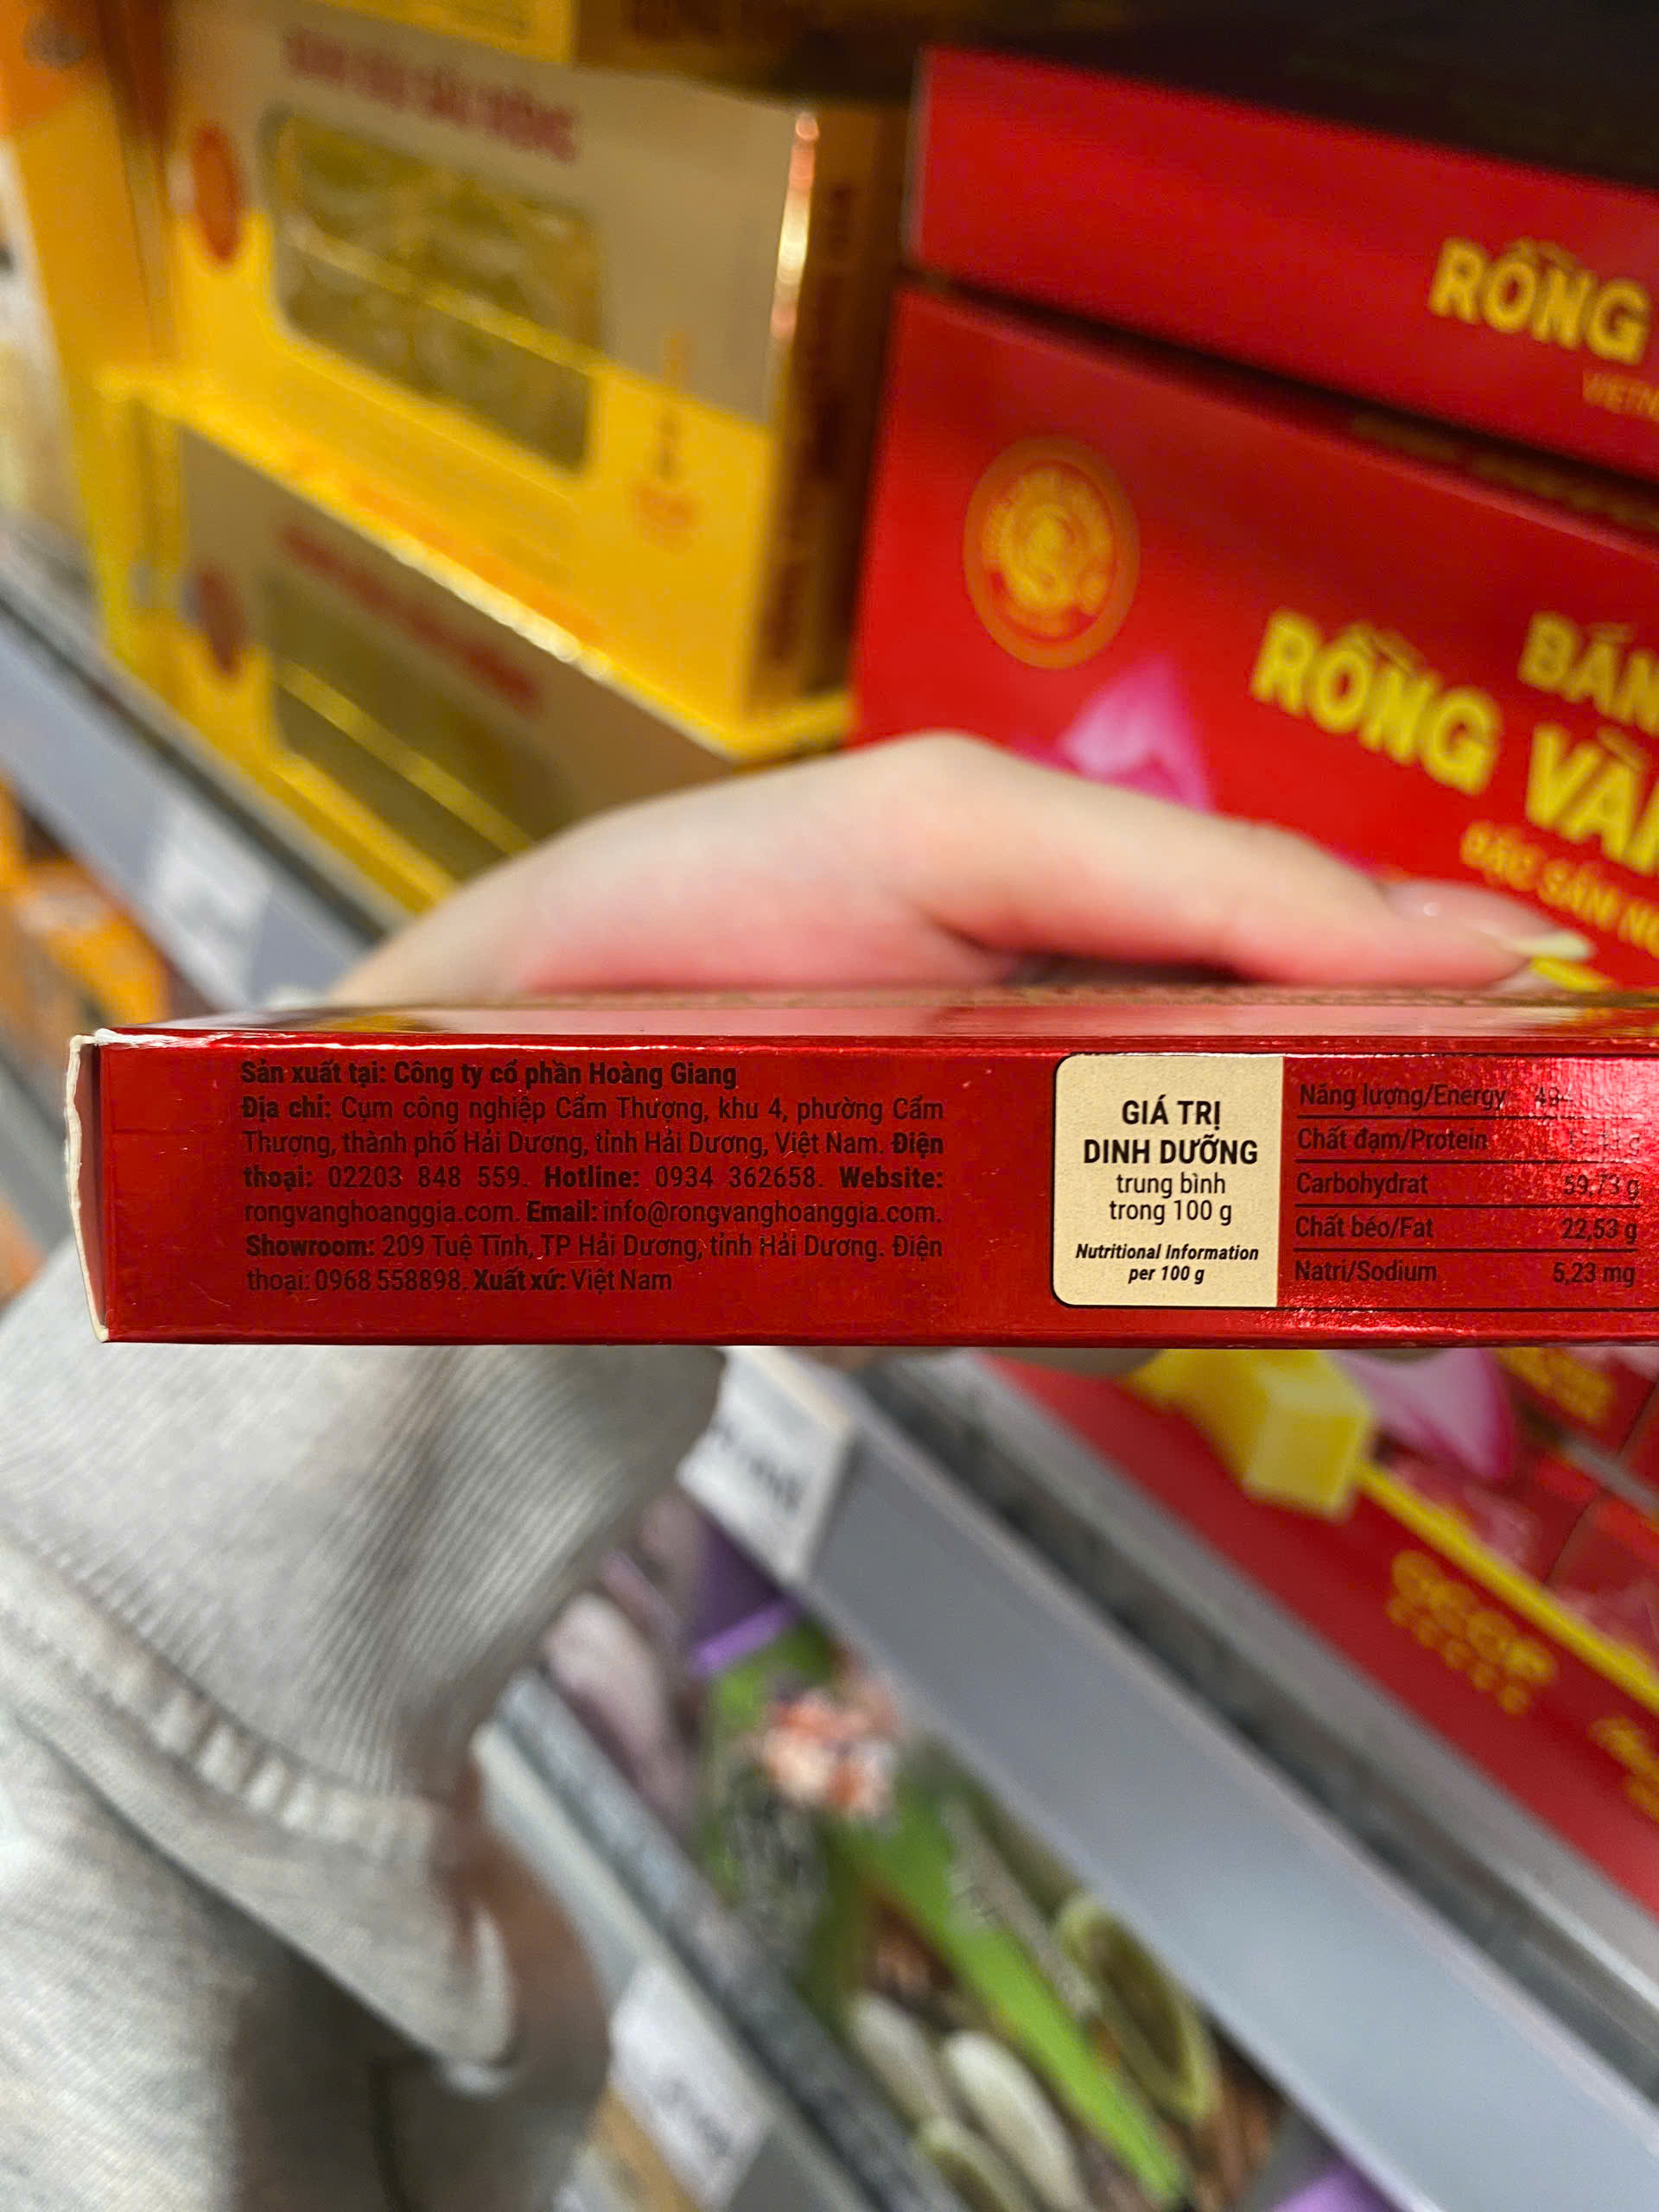 RỒNG
BÁN
RỒNG VÀ
ĐẶC SẢN
Sản xuất tại: Công ty cổ phần Hoàng Giang
Địa chỉ: Cụm công nghiệp Cẩm Thượng, khu 4, phường Cẩm
Thượng, thành phố Hải Dương, tỉnh Hải Dương, Việt Nam. Điện
thoại: 02203 848 559. Hotline: 0934 362658. Website:
rongvanghoanggia.com. Email: info@rongvanghoanggia.com.
Showroom: 209 Tuệ Tĩnh, TP Hải Dương, tỉnh Hải Dương. Điện
thoại: 0968 558898. Xuất xứ: Việt Nam
GIÁ TRỊ
DINH DƯỠNG
trung bình
trong 100 g
Nutritional Information
per 100 g
Năng lượng/Energy
Chất đạm/Protein
Carbohydrat 59,73 g
Chất béo/Fat 22,53 g
Natri/Sodium 5,23 mg
OCOP